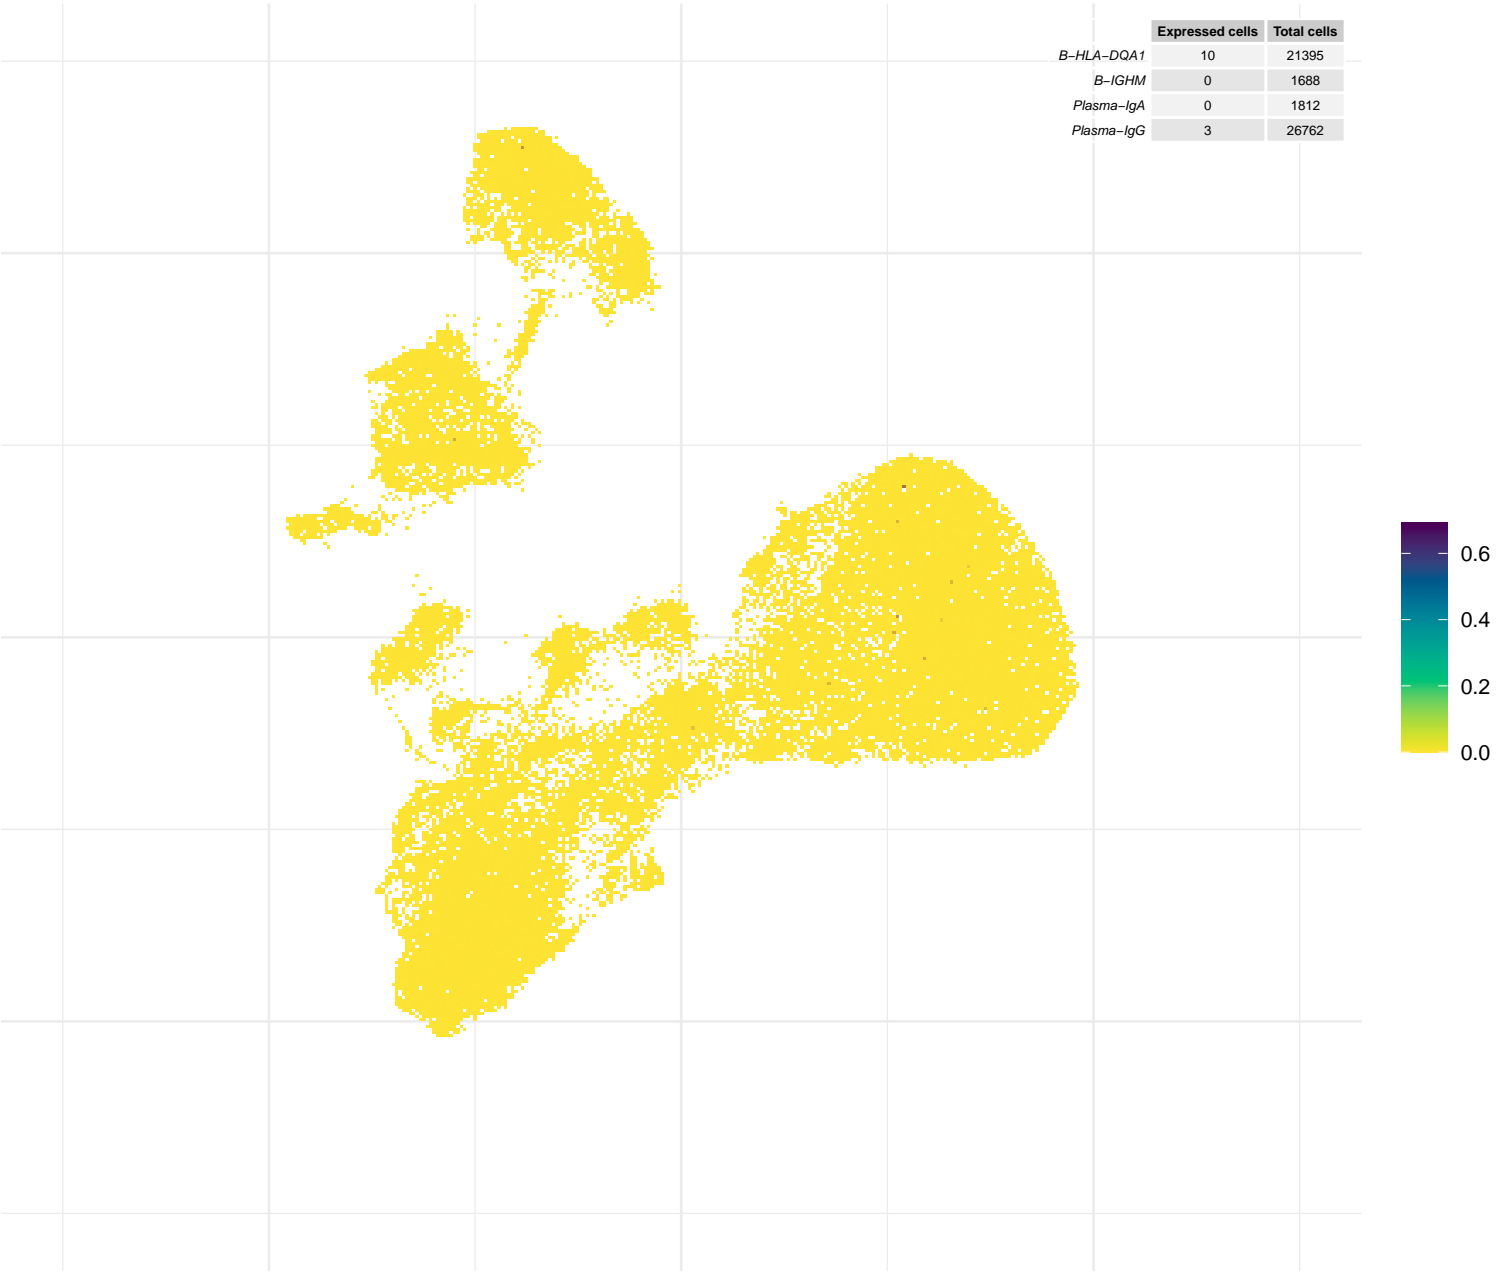 Expressed cells Total cells
B−HLA−DQA1 10 21395
B−IGHM 0 1688
Plasma−IgA 0 1812
Plasma−IgG 3 26762
0.6
0.4
0.2
0.0